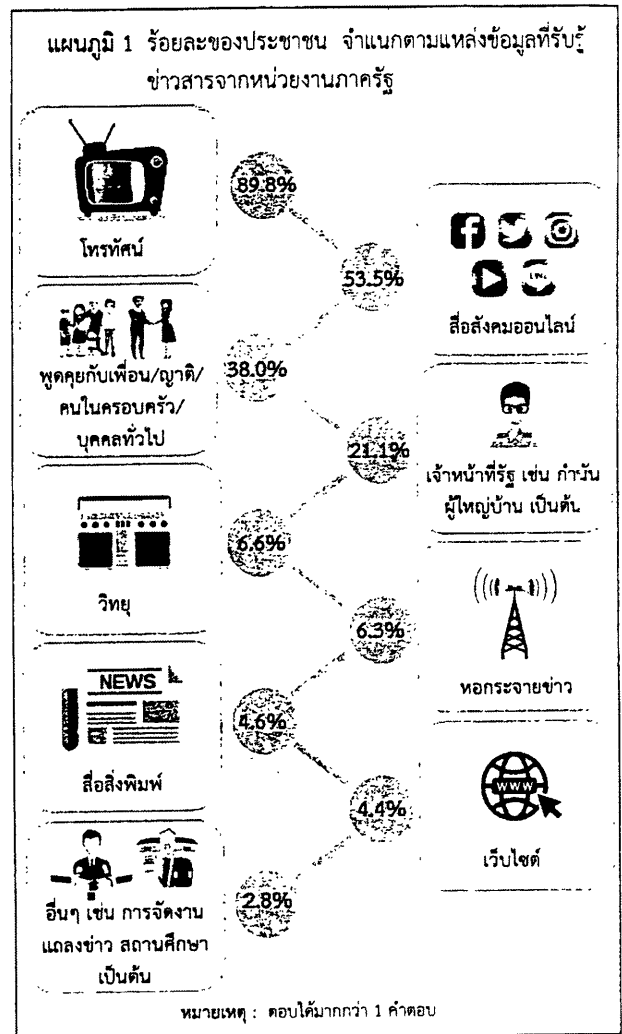 แผนภูมิ 1 ร้อยละของประชาชน จำแนกตามแหล่งข้อมูลที่รับรู้
ข่าวสารจากหน่วยงานภาครัฐ
89.8%
โทรทัศน์
53.5%
สื่อสังคมออนไลน์
38.0%
พูดคุยกับเพื่อน/ญาติ/
คนในครอบครัว/
บุคคลทั่วไป
21.1%
เจ้าหน้าที่รัฐ เช่น กำนัน
ผู้ใหญ่บ้าน เป็นต้น
6.6%
วิทยุ
6.3%
หอกระจายข่าว
NEWS
4.6%
สื่อสิ่งพิมพ์
WWW
4.4%
เว็บไซต์
2.8%
อื่นๆ เช่น การจัดงาน
แถลงข่าว สถานศึกษา
เป็นต้น
หมายเหตุ : ตอบได้มากกว่า 1 คำตอบ